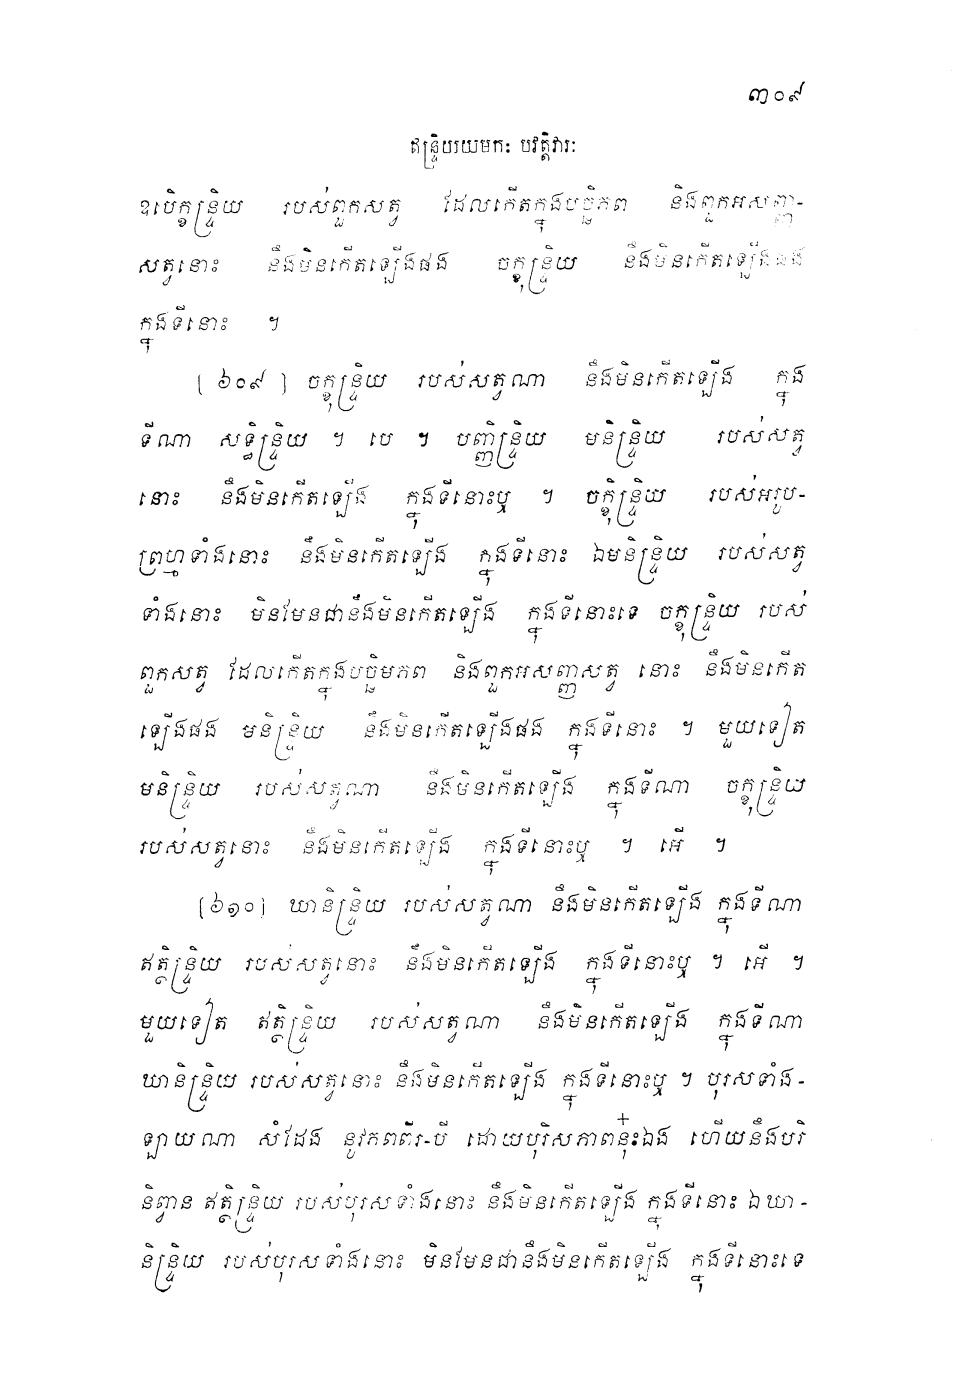 ៣០៩
ឥន្ទ្រិយយមកៈ បវត្តិវារៈ
ឧបេិក្ខន្ទ្រិយ របស់ពួកសត្វ ដែលកើតក្នុងបច្ឆិកភព និងពួកអសញ្ញា-
សត្វនោះ នឹងមិនកើតឡើងផង ចក្ខុន្ទ្រិយ នឹងមិនកើតឡើងផង
ក្នុងទីនោះ ។
[៦០៩] ចក្ខុន្ទ្រិយ របស់សត្វណា នឹងមិនកើតឡើង ក្នុង
ទីណា សទ្ធិន្ទ្រិយ ។ បេ ។ បញ្ញិន្ទ្រិយ មនិន្ទ្រិយ របស់សត្វ
នោះ នឹងមិនកើតឡើង ក្នុងទីនោះឬ ។ ចក្ខុិន្ទ្រិយ របស់អរូប-
ព្រហ្មទាំងនោះ នឹងមិនកើតឡើង ក្នុងទីនោះ ឯមនិន្ទ្រិយ របស់សត្វ
ទាំងនោះ មិនមែនជានឹងមិនកើតឡើង ក្នុងទីនោះទេ ចក្ខុន្ទ្រិយ របស់
ពួកសត្វ ដែលកើតក្នុងបច្ឆិមភព និងពួកអសញ្ញាសត្វ នោះ នឹងមិនកើត
ឡើងផង មនិន្ទ្រិយ នឹងមិនកើតឡើងផង ក្នុងទីនោះ ។ មួយទៀត
មនិន្ទ្រិយ របស់សត្វណា នឹងមិនកើតឡើង ក្នុងទីណា ចក្ខុន្ទ្រិយ
របស់សត្វនោះ នឹងមិនកើតឡើង ក្នុងទីនោះឬ ។ អើ ។
[៦១០] ឃានិន្ទ្រិយ របស់សត្វណា នឹងមិនកើតឡើង ក្នុងទីណា
ឥត្ថិន្ទ្រិយ របស់សត្វនោះ នឹងមិនកើតឡើង ក្នុងទីនោះឬ ។ អើ ។
មួយទៀត ឥត្ថិន្ទ្រិយ របស់សត្វណា នឹងមិនកើតឡើង ក្នុងទីណា
ឃានិន្ទ្រិយ របស់សត្វនោះ នឹងមិនកើតឡើង ក្នុងទីនោះឬ ។ បុរសទាំង-
ឡាយណា សំដែង នូវភពពីរ-បី ដោយបុរិសភាពនុ៎ះឯង ហើយនឹងបរិ
និព្វាន ឥត្ថិន្ទ្រិយ របស់បុរសទាំងនោះ នឹងមិនកើតឡើង ក្នុងទីនោះ ឯឃា-
និន្ទ្រិយ របស់បុរសទាំងនោះ មិនមែនជានឹងមិនកើតឡើង ក្នុងទីនោះទេ